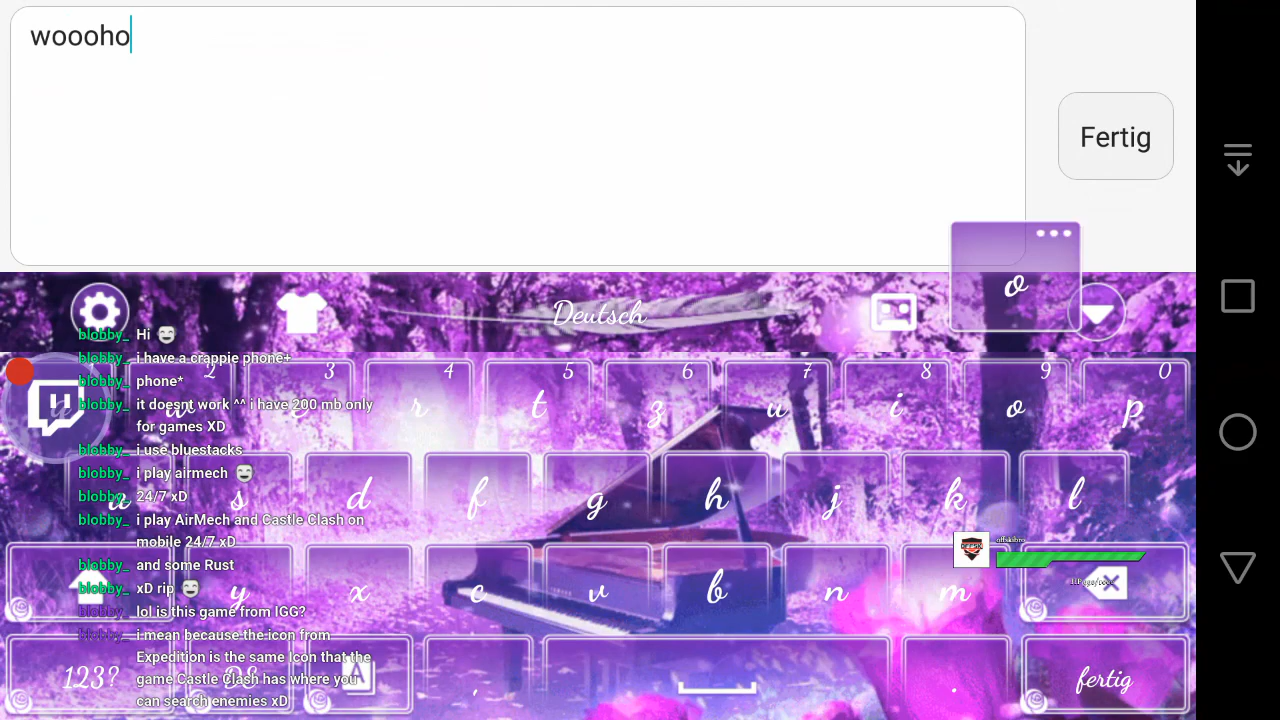 woooho
Fertig
o
Deutsch
blobby_ Hi
blobby_ i have a crappie phone+
blobby_ phone*
blobby_ it doesnt work ^^ i have 200 mb only
for games XD
blobby_ i use bluestacks
blobby_ i play airmech
blobby_ 24/7 xD
blobby_ i play AirMech and Castle Clash on
mobile 24/7 xD
blobby_ and some Rust
blobby_ xD rip
blobby_ lol is this game from IGG?
blobby_ i mean because the icon from
Expedition is the same Icon that the
game Castle Clash has where you
can search enemies xD
2 3 4 5 6 7 8 9 0
w r t z u i o p
a s d f g h j k l
offskibro
y x c v b n m
123? , . fertig